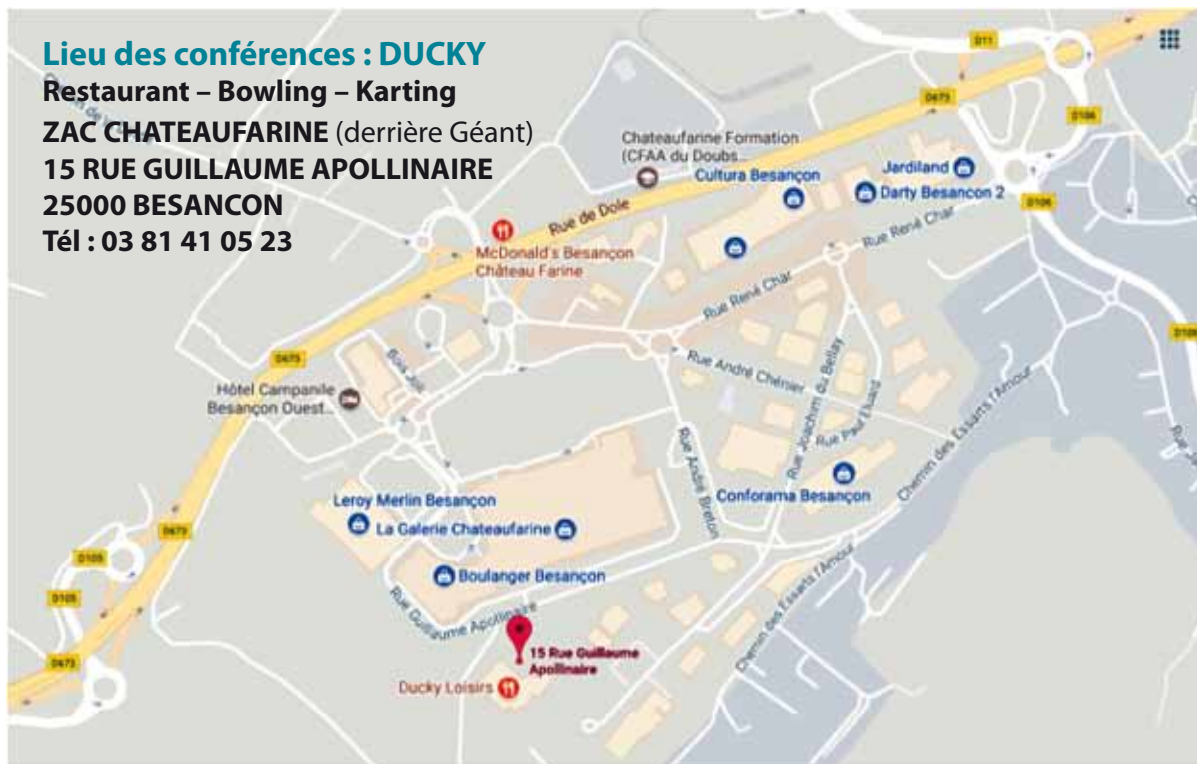 Lieu des conférences : DUCKY
Restaurant – Bowling – Karting
ZAC CHATEAUFARINE (derrière Géant)
15 RUE GUILLAUME APOLLINAIRE
25000 BESANCON
Tél : 03 81 41 05 23
D11
D673
D106
Chateaufarine Formation
(CFAA du Doubs...
Cultura Besançon
Jardiland
Darty Besancon 2
D106
Rue de Dole
McDonald's Besançon
Château Farine
Rue René Char
Rue René Char
D673
Bois Joli
Rue André Chénier
Rue Joachim du Bellay
Rue Paul Eluard
Hôtel Campanile
Besançon Ouest...
Rue André Breton
Chemin des Essarts l'Amour
Conforama Besançon
Leroy Merlin Besançon
La Galerie Chateaufarine
D673
D105
Boulanger Besançon
Rue Guillaume Apollinaire
Chemin des Essarts l'Amour
D105
15 Rue Guillaume
Apollinaire
D673
Ducky Loisirs